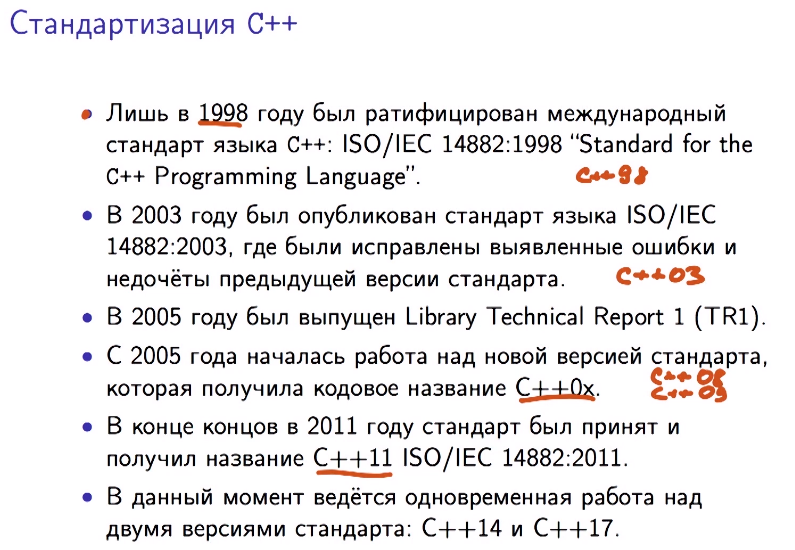 Стандартизация C++
Лишь в 1998 году был ратифицирован международный
стандарт языка C++: ISO/IEC 14882:1998 “Standard for the
C++ Programming Language”.
C++98
В 2003 году был опубликован стандарт языка ISO/IEC
14882:2003, где были исправлены выявленные ошибки и
недочёты предыдущей версии стандарта.
C++03
В 2005 году был выпущен Library Technical Report 1 (TR1).
С 2005 года началась работа над новой версией стандарта,
которая получила кодовое название C++0x.
C++08
C++09
В конце концов в 2011 году стандарт был принят и
получил название C++11 ISO/IEC 14882:2011.
В данный момент ведётся одновременная работа над
двумя версиями стандарта: C++14 и C++17.